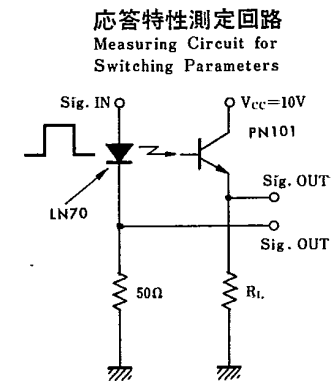 応答特性測定回路
Measuring Circuit for
Switching Parameters
Sig. IN
VCC=10V
PN101
LN70
Sig. OUT
Sig. OUT
50Ω
RL